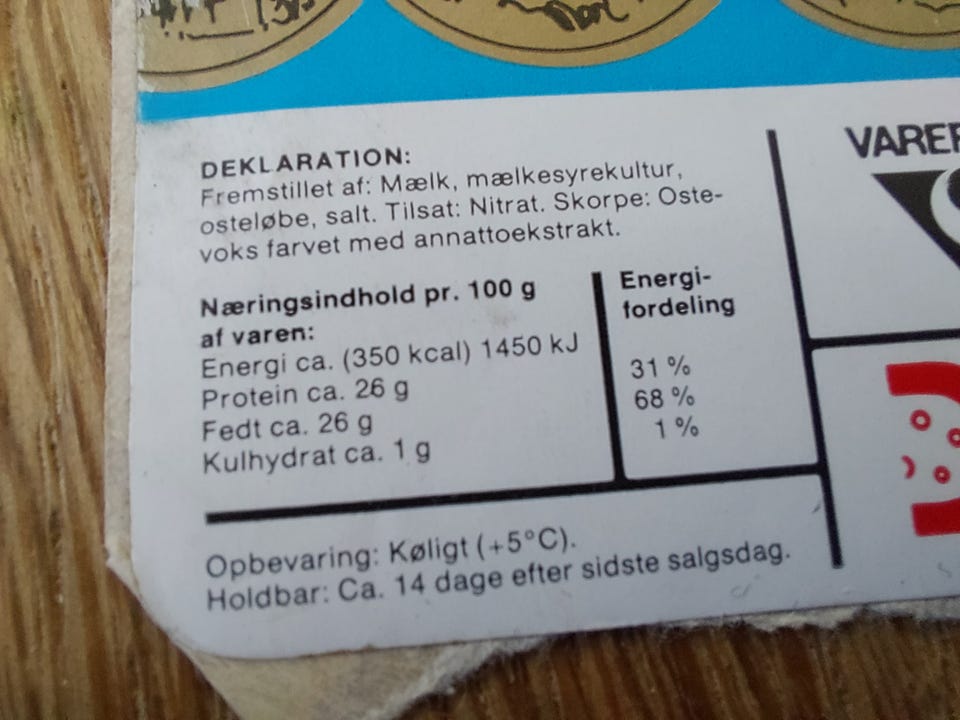 DEKLARATION:
Fremstillet af: Mælk, mælkesyrekultur,
osteløbe, salt. Tilsat: Nitrat. Skorpe: Oste-
voks farvet med annattoekstrakt.
Næringsindhold pr. 100 g
af varen:
Energi ca. (350 kcal) 1450 kJ
Protein ca. 26 g
Fedt ca. 26 g
Kulhydrat ca. 1 g
Energi-
fordeling
31 %
68 %
1 %
Opbevaring: Køligt (+5°C).
Holdbar: Ca. 14 dage efter sidste salgsdag.